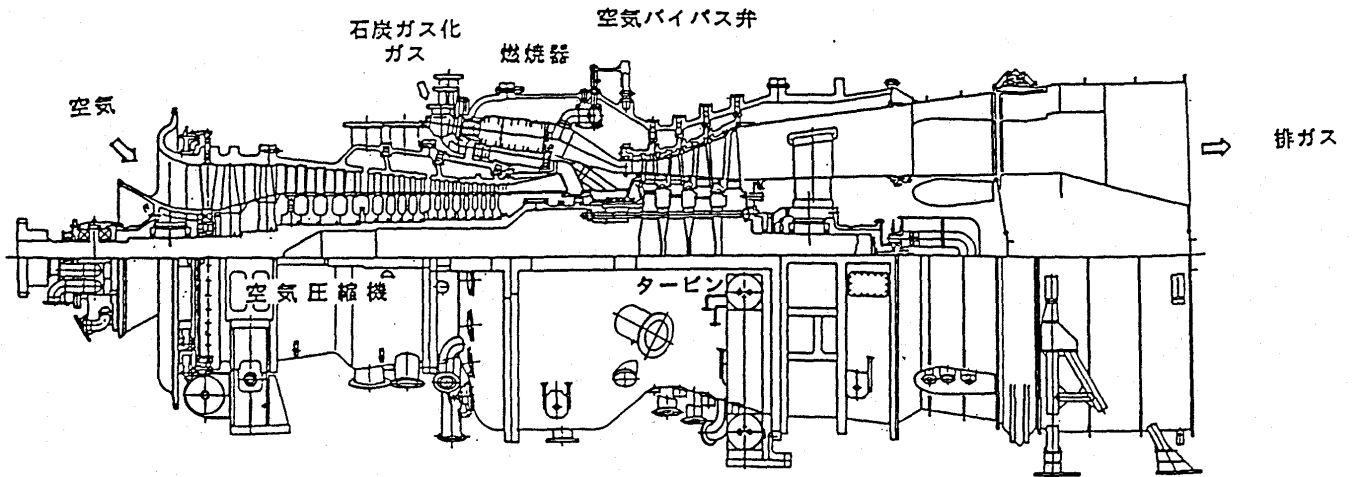 空気バイパス弁
石炭ガス化
ガス
燃焼器
空気
排ガス
空気圧縮機
タービン